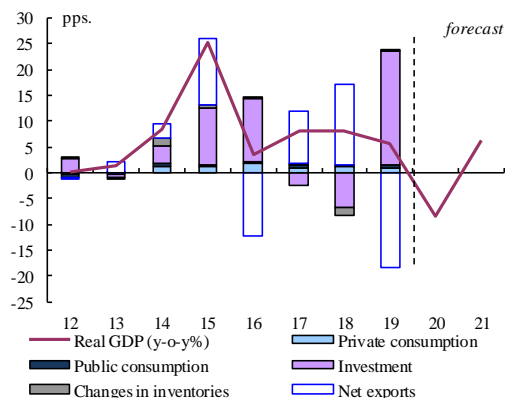 pps.
forecast
30
25
20
15
10
5
0
-5
-10
-15
-20
-25
12 13 14 15 16 17 18 19 20 21
Real GDP (y-o-y%) Private consumption
Public consumption Investment
Changes in inventories Net exports